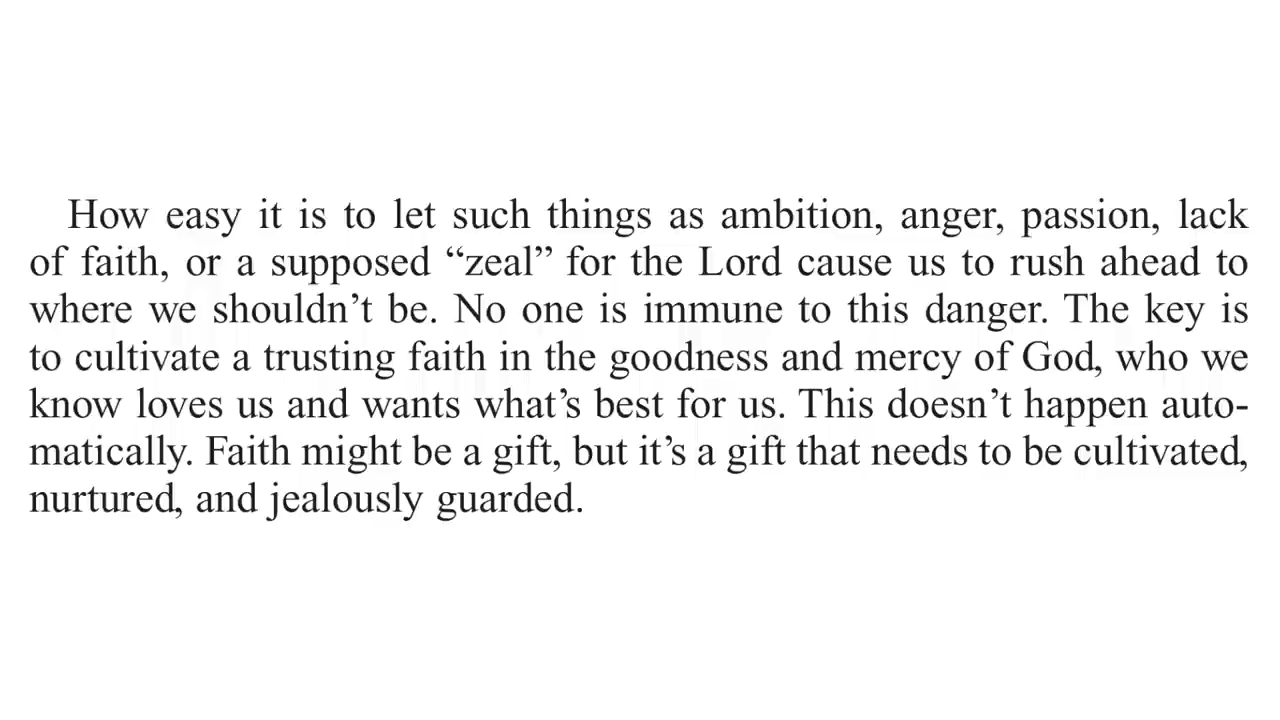 How easy it is to let such things as ambition, anger, passion, lack
of faith, or a supposed “zeal” for the Lord cause us to rush ahead to
where we shouldn’t be. No one is immune to this danger. The key is
to cultivate a trusting faith in the goodness and mercy of God, who we
know loves us and wants what’s best for us. This doesn’t happen auto-
matically. Faith might be a gift, but it’s a gift that needs to be cultivated,
nurtured, and jealously guarded.